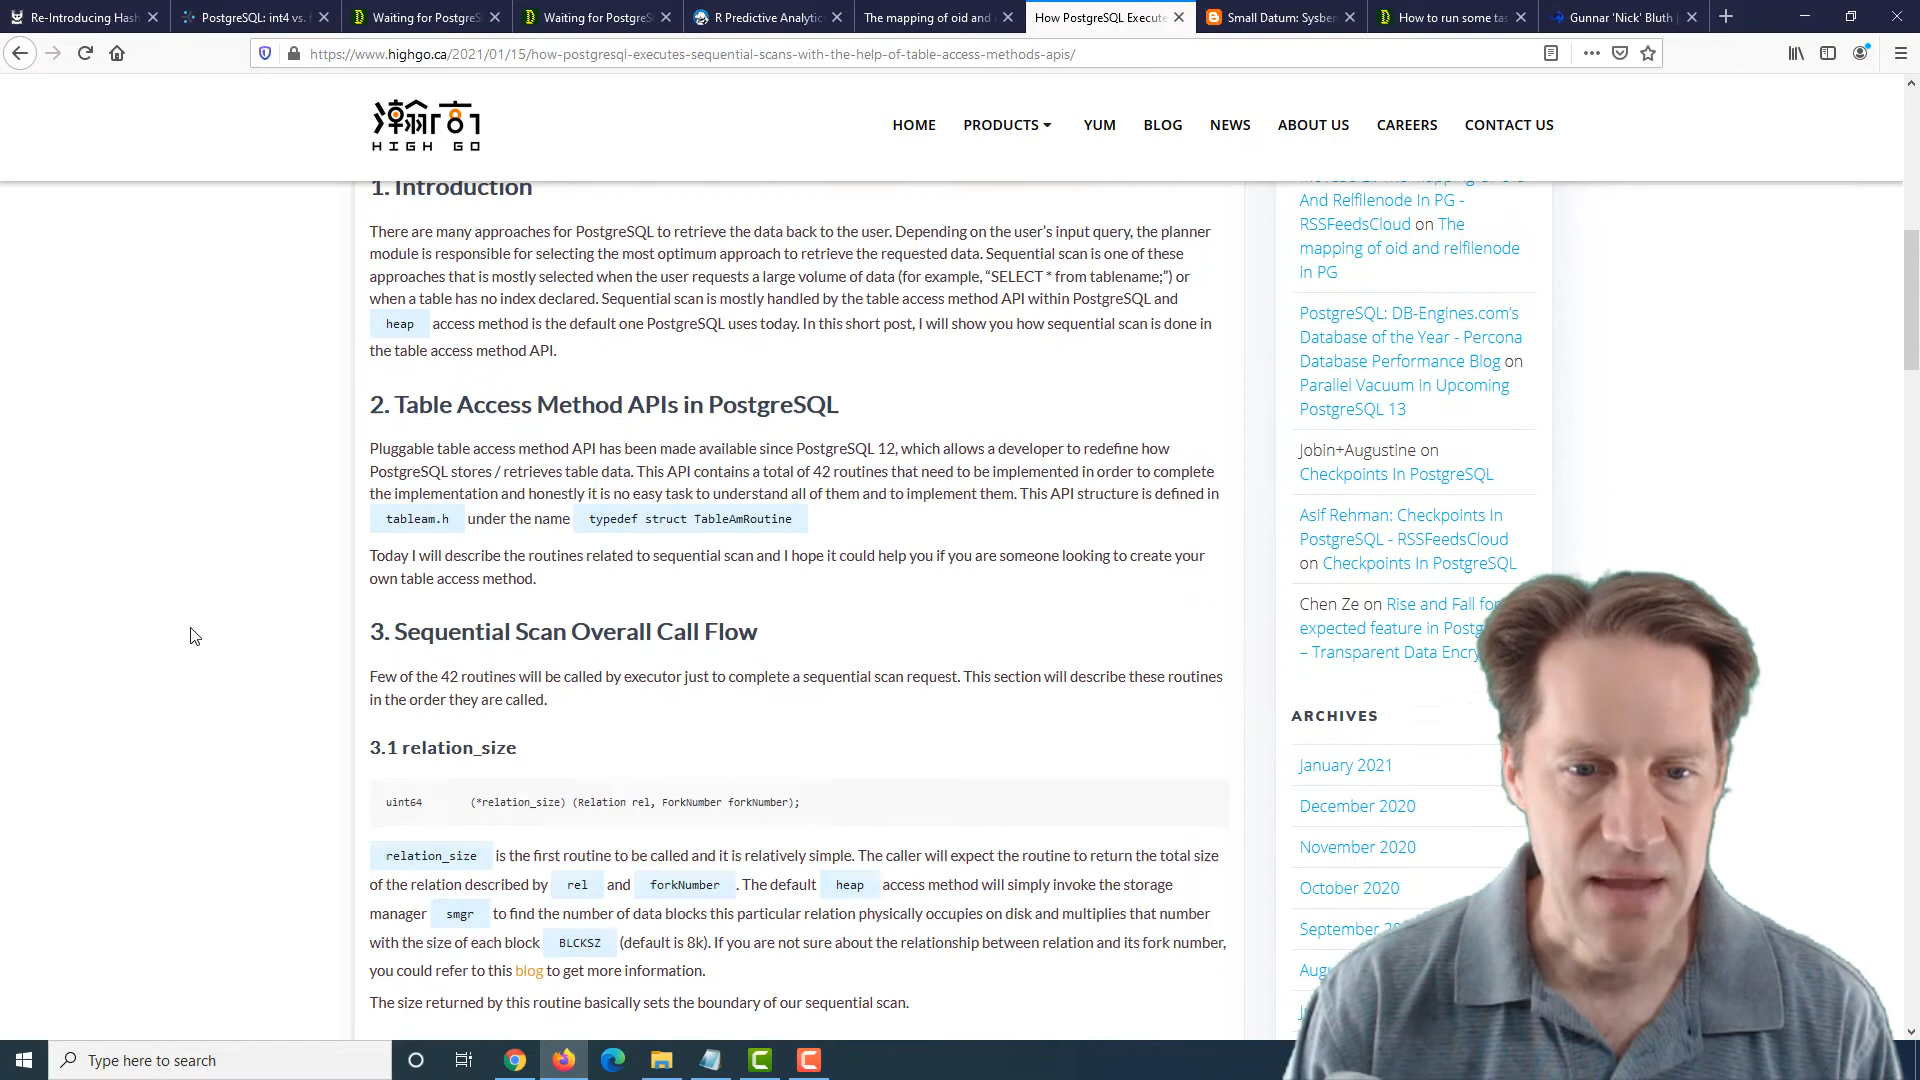 Re-Introducing Hash
PostgreSQL: int4 vs. f
Waiting for PostgreS
Waiting for PostgreS
R Predictive Analytic
The mapping of oid and
How PostgreSQL Execute
Small Datum: Sysben
How to run some tas
Gunnar 'Nick' Bluth
https://www.highgo.ca/2021/01/15/how-postgresql-executes-sequential-scans-with-the-help-of-table-access-methods-apis/
瀚高
HIGH GO
HOME
PRODUCTS
YUM
BLOG
NEWS
ABOUT US
CAREERS
CONTACT US
1. Introduction
There are many approaches for PostgreSQL to retrieve the data back to the user. Depending on the user's input query, the planner
module is responsible for selecting the most optimum approach to retrieve the requested data. Sequential scan is one of these
approaches that is mostly selected when the user requests a large volume of data (for example, “SELECT * from tablename;”) or
when a table has no index declared. Sequential scan is mostly handled by the table access method API within PostgreSQL and
heap access method is the default one PostgreSQL uses today. In this short post, I will show you how sequential scan is done in
the table access method API.
2. Table Access Method APIs in PostgreSQL
Pluggable table access method API has been made available since PostgreSQL 12, which allows a developer to redefine how
PostgreSQL stores / retrieves table data. This API contains a total of 42 routines that need to be implemented in order to complete
the implementation and honestly it is no easy task to understand all of them and to implement them. This API structure is defined in
tableam.h under the name typedef struct TableAmRoutine
Today I will describe the routines related to sequential scan and I hope it could help you if you are someone looking to create your
own table access method.
3. Sequential Scan Overall Call Flow
Few of the 42 routines will be called by executor just to complete a sequential scan request. This section will describe these routines
in the order they are called.
3.1 relation_size
uint64 (*relation_size) (Relation rel, ForkNumber forkNumber);
relation_size is the first routine to be called and it is relatively simple. The caller will expect the routine to return the total size
of the relation described by rel and forkNumber . The default heap access method will simply invoke the storage
manager smgr to find the number of data blocks this particular relation physically occupies on disk and multiplies that number
with the size of each block BLCKSZ (default is 8k). If you are not sure about the relationship between relation and its fork number,
you could refer to this blog to get more information.
The size returned by this routine basically sets the boundary of our sequential scan.
And Relfilenode In PG -
RSSFeedsCloud on The
mapping of oid and relfilenode
in PG
PostgreSQL: DB-Engines.com's
Database of the Year - Percona
Database Performance Blog on
Parallel Vacuum in Upcoming
PostgreSQL 13
Jobin+Augustine on
Checkpoints In PostgreSQL
Asif Rehman: Checkpoints In
PostgreSQL - RSSFeedsCloud
on Checkpoints In PostgreSQL
Chen Ze on Rise and Fall for
expected feature in Postg
– Transparent Data Encry
ARCHIVES
January 2021
December 2020
November 2020
October 2020
September
Aug
Type here to search